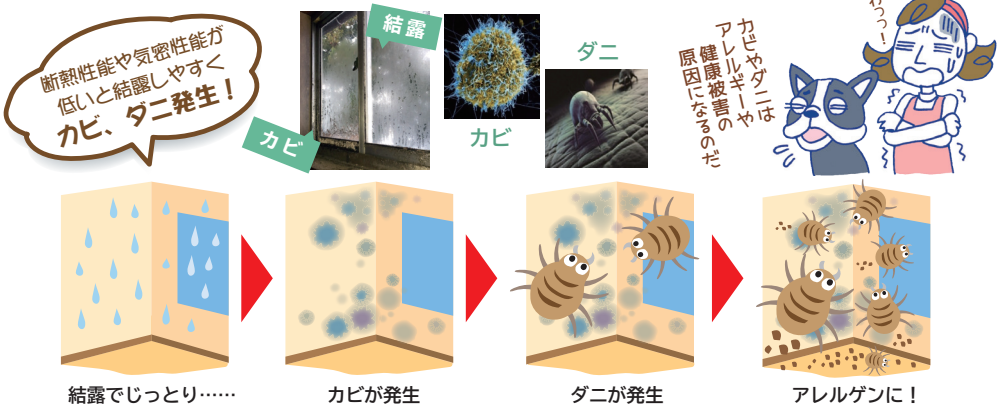 断熱性能や気密性能が
低いと結露しやすく
カビ、ダニ発生！
結露
カビ
カビ
ダニ
カビやダニは
アレルギーや
健康被害の
原因になるのだ
わっっ！
結露でじっとり……
カビが発生
ダニが発生
アレルゲンに！